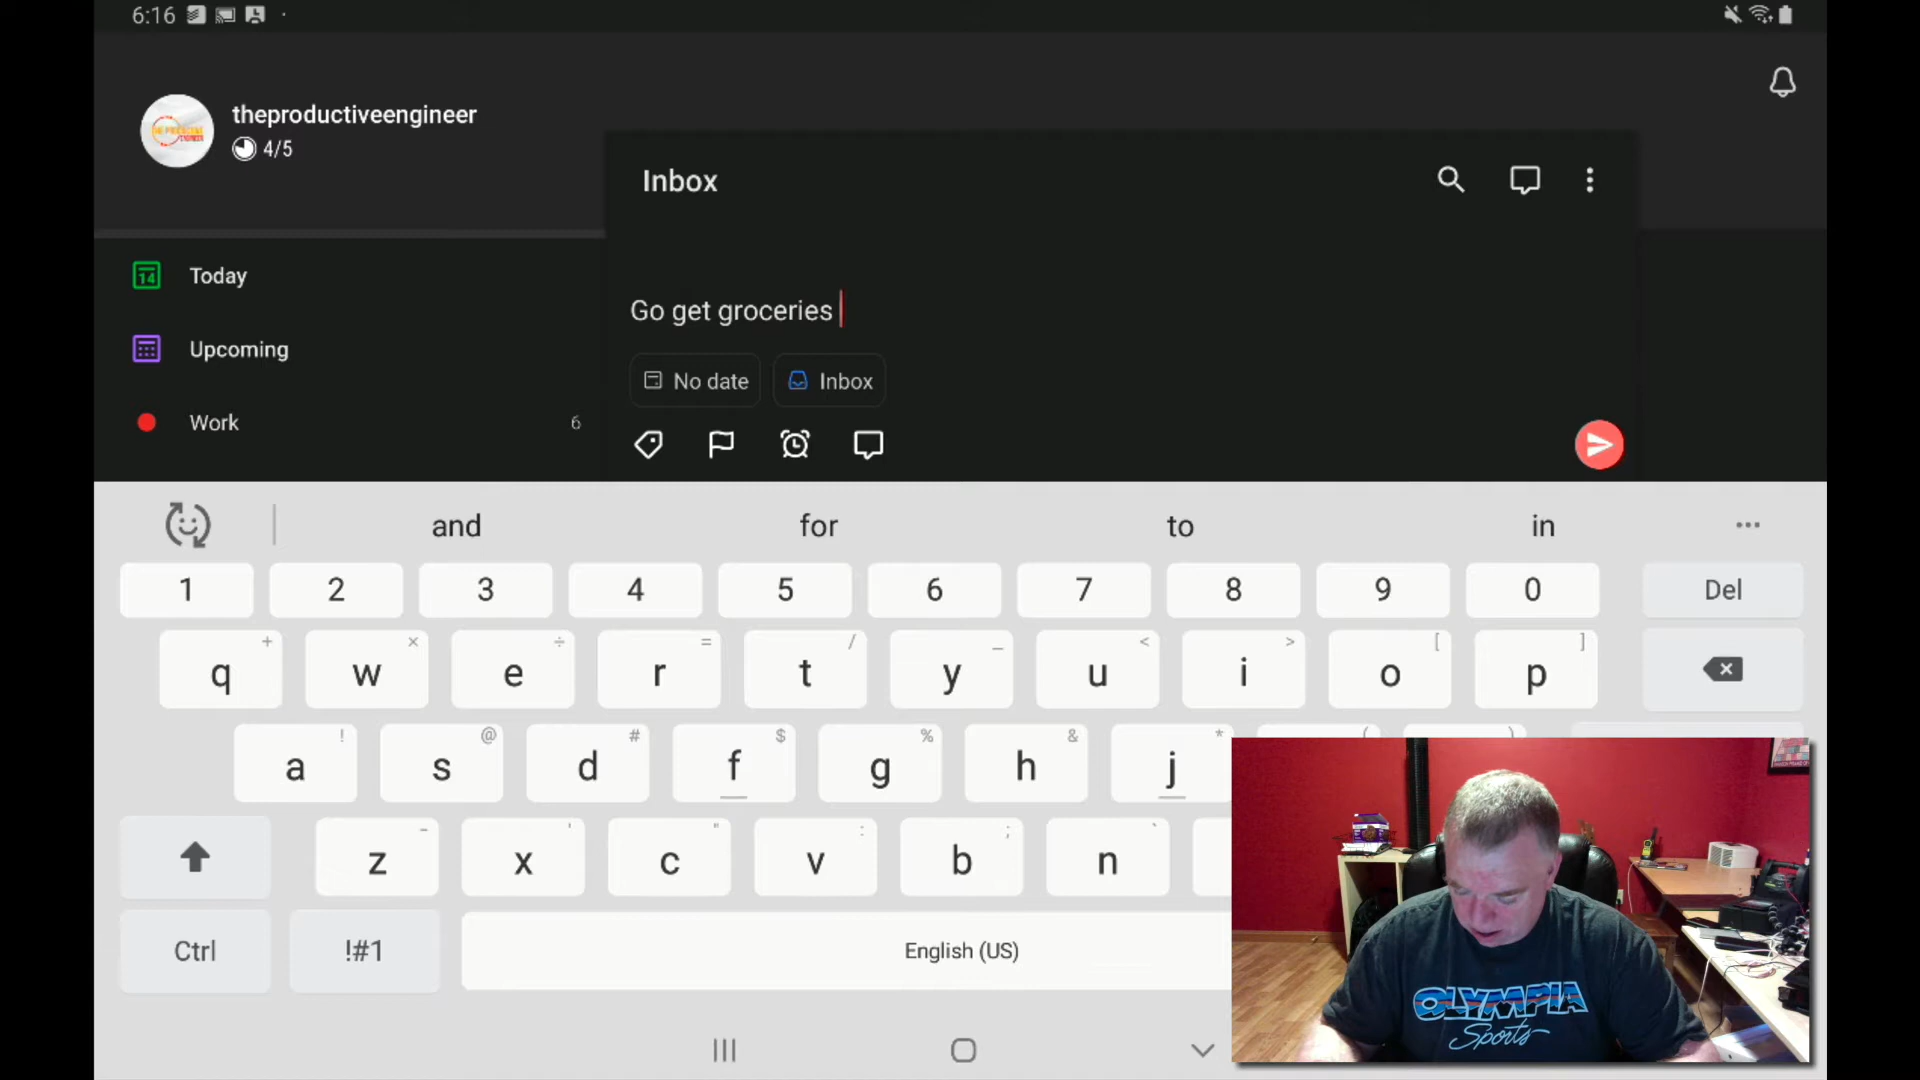 6:16
theproductiveengineer
4/5
Inbox
14 Today
Upcoming
Work 6
Go get groceries
No date Inbox
and for to in ...
1 2 3 4 5 6 7 8 9 0 Del
+ × ÷ = / _ < > [ ]
q w e r t y u i o p
! @ # $ % & * ( )
a s d f g h j
- ' " : ; `
z x c v b n
Ctrl !#1 English (US)
OLYMPIA
Sports